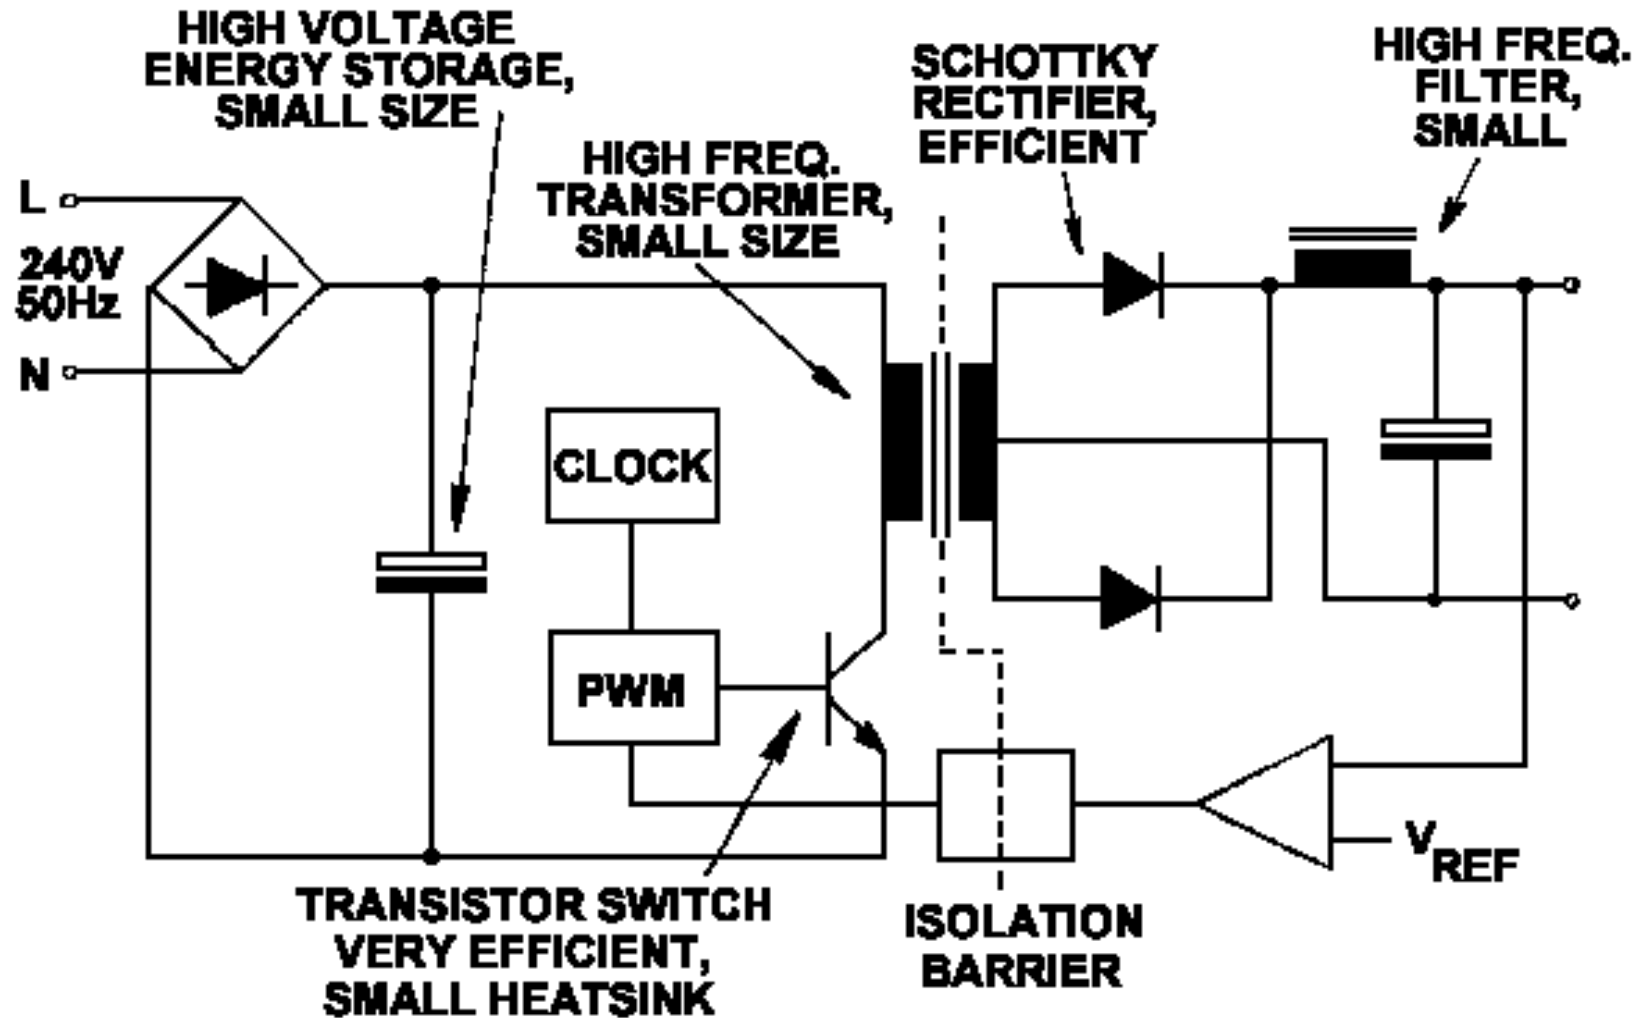 HIGH VOLTAGE
ENERGY STORAGE,
SMALL SIZE
HIGH FREQ.
TRANSFORMER,
SMALL SIZE
SCHOTTKY
RECTIFIER,
EFFICIENT
HIGH FREQ.
FILTER,
SMALL
L
240V
50Hz
N
CLOCK
PWM
V REF
TRANSISTOR SWITCH
VERY EFFICIENT,
SMALL HEATSINK
ISOLATION
BARRIER